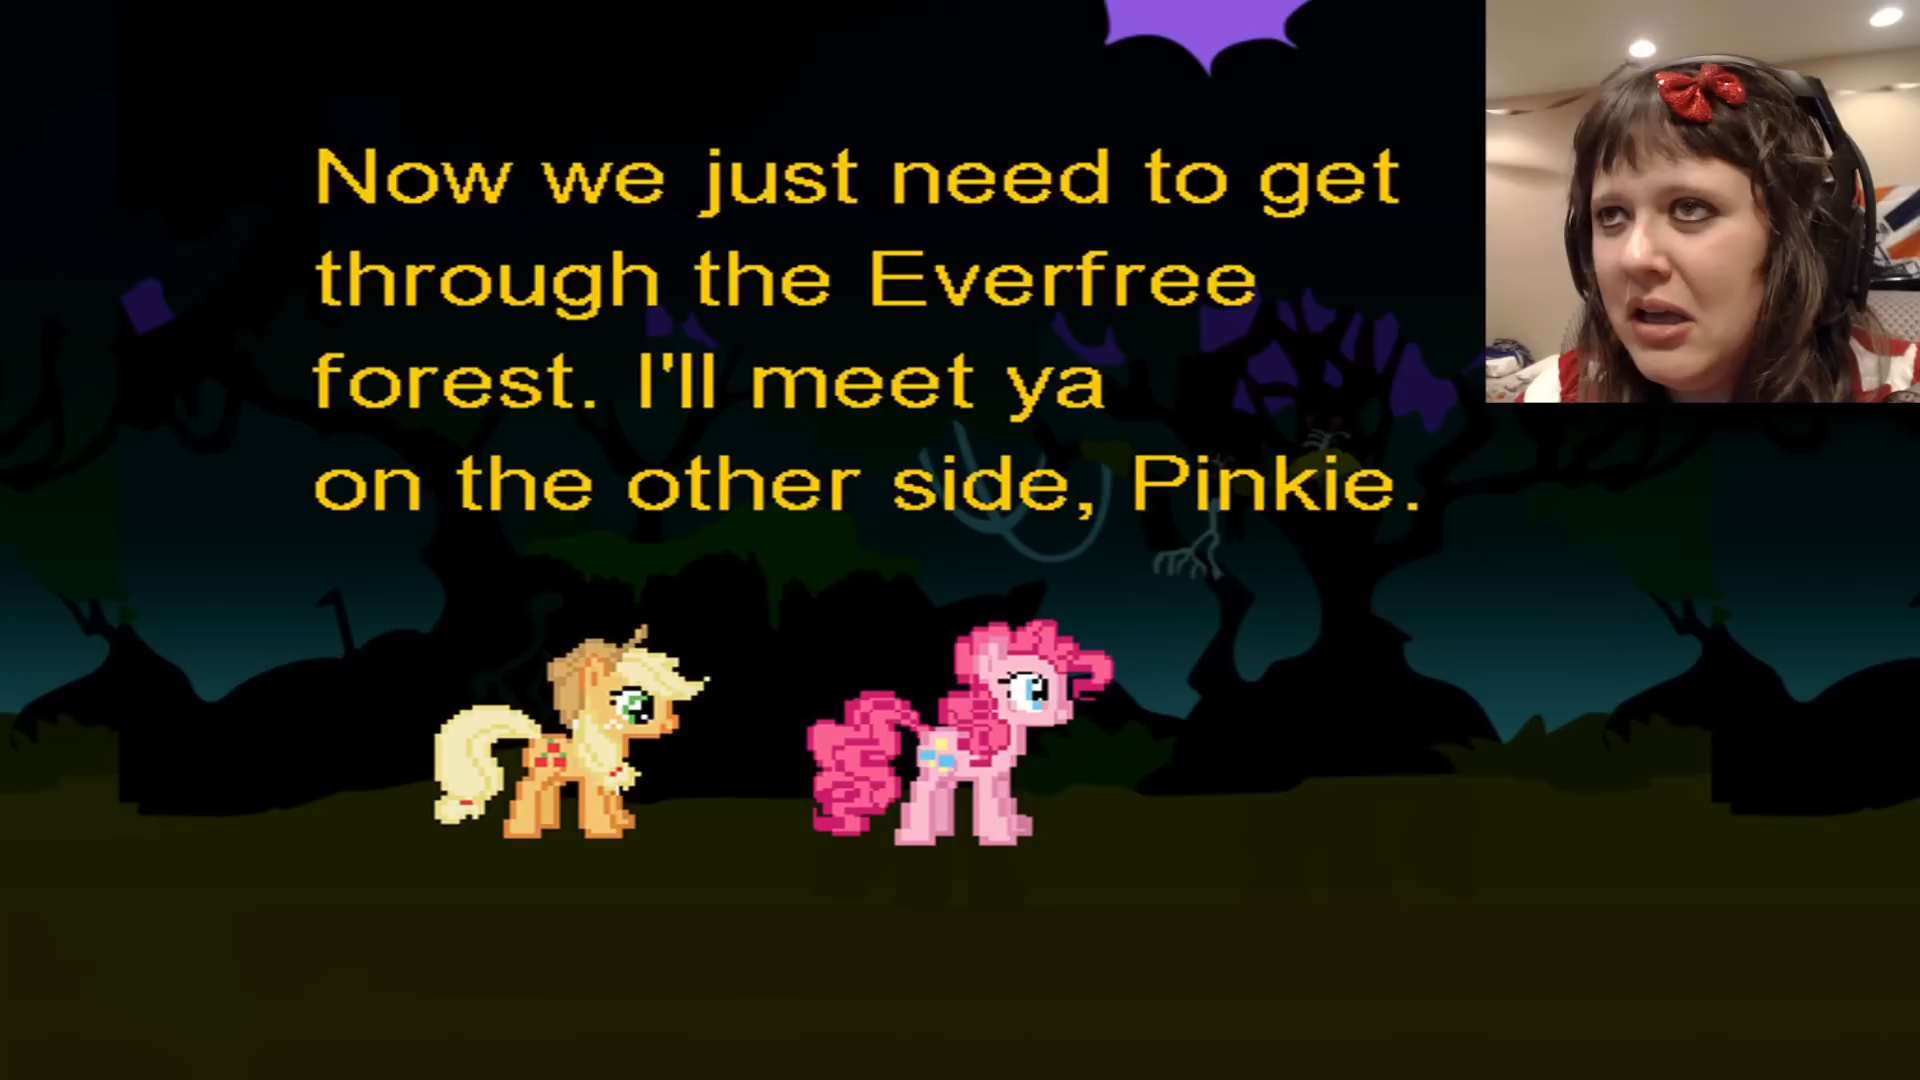 Now we just need to get
through the Everfree
forest. I'll meet ya
on the other side, Pinkie.